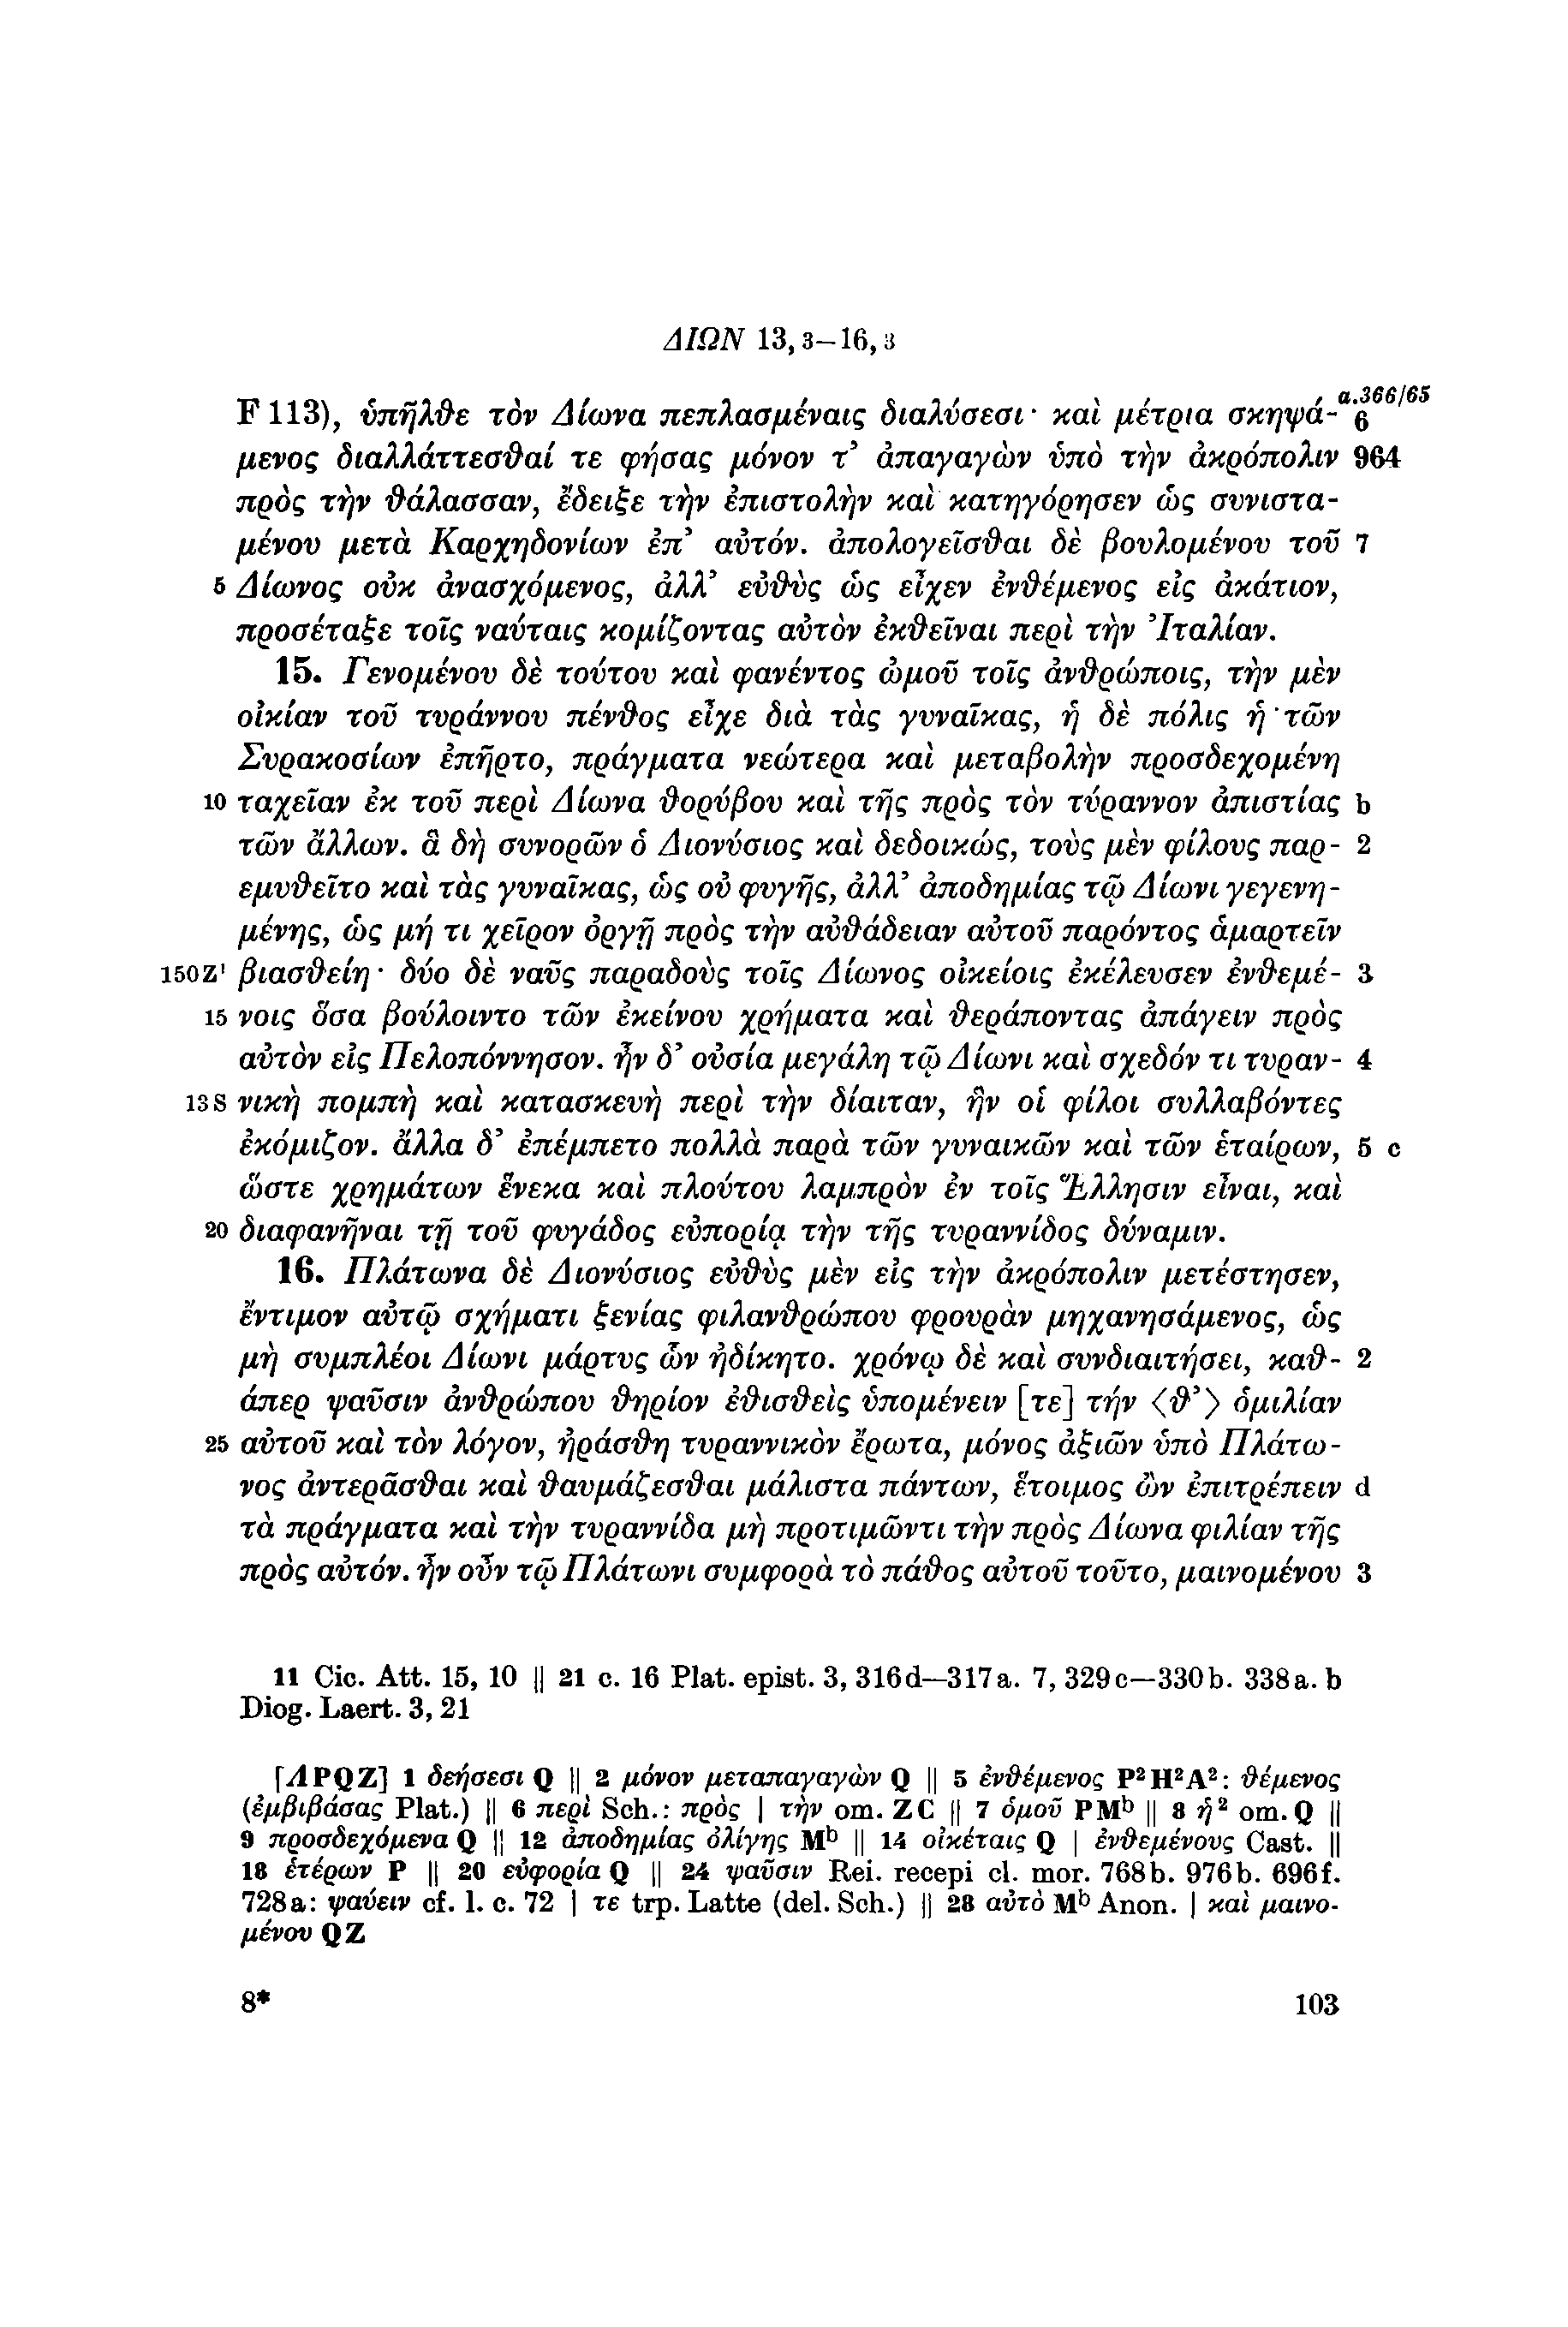 ΔΙΩΝ 13, 3–16, 3
F 113), ὑπῆλθε τὸν Δίωνα πεπλασμέναις διαλύσεσι· καὶ μέτρια σκηψά- a.366/65 6
μενος διαλλάττεσθαί τε φήσας μόνον τ’ ἀπαγαγὼν ὑπὸ τὴν ἀκρόπολιν 964
πρὸς τὴν θάλασσαν, ἔδειξε τὴν ἐπιστολὴν καὶ κατηγόρησεν ὡς συνιστα-
μένου μετὰ Καρχηδονίων ἐπ’ αὐτόν. ἀπολογεῖσθαι δὲ βουλομένου τοῦ 7
5 Δίωνος οὐκ ἀνασχόμενος, ἀλλ’ εὐθὺς ὡς εἶχεν ἐνθέμενος εἰς ἀκάτιον,
προσέταξε τοῖς ναύταις κομίζοντας αὐτὸν ἐκθεῖναι περὶ τὴν Ἰταλίαν.
15. Γενομένου δὲ τούτου καὶ φανέντος ὠμοῦ τοῖς ἀνθρώποις, τὴν μὲν
οἰκίαν τοῦ τυράννου πένθος εἶχε διὰ τὰς γυναῖκας, ἡ δὲ πόλις ἡ τῶν
Συρακοσίων ἐπῆρτο, πράγματα νεώτερα καὶ μεταβολὴν προσδεχομένη
10 ταχεῖαν ἐκ τοῦ περὶ Δίωνα θορύβου καὶ τῆς πρὸς τὸν τύραννον ἀπιστίας b
τῶν ἄλλων. ἃ δὴ συνορῶν ὁ Διονύσιος καὶ δεδοικώς, τοὺς μὲν φίλους παρ- 2
εμυθεῖτο καὶ τὰς γυναῖκας, ὡς οὐ φυγῆς, ἀλλ’ ἀποδημίας τῷ Δίωνι γεγενη-
μένης, ὡς μή τι χεῖρον ὀργῇ πρὸς τὴν αὐθάδειαν αὐτοῦ παρόντος ἁμαρτεῖν
150Z' βιασθείη· δύο δὲ ναῦς παραδοὺς τοῖς Δίωνος οἰκείοις ἐκέλευσεν ἐνθεμέ- 3
15 νοις ὅσα βούλοιντο τῶν ἐκείνου χρήματα καὶ θεράποντας ἀπάγειν πρὸς
αὐτὸν εἰς Πελοπόννησον. ἦν δ’ οὐσία μεγάλη τῷ Δίωνι καὶ σχεδόν τι τυραν- 4
13S νικὴ πομπὴ καὶ κατασκευὴ περὶ τὴν δίαιταν, ἣν οἱ φίλοι συλλαβόντες
ἐκόμιζον. ἄλλα δ’ ἐπέμπετο πολλὰ παρὰ τῶν γυναικῶν καὶ τῶν ἑταίρων, 5 c
ὥστε χρημάτων ἕνεκα καὶ πλούτου λαμπρὸν ἐν τοῖς Ἕλλησιν εἶναι, καὶ
20 διαφανῆναι τῇ τοῦ φυγάδος εὐπορίᾳ τὴν τῆς τυραννίδος δύναμιν.
16. Πλάτωνα δὲ Διονύσιος εὐθὺς μὲν εἰς τὴν ἀκρόπολιν μετέστησεν,
ἔντιμον αὐτῷ σχήματι ξενίας φιλανθρώπου φρουρὰν μηχανησάμενος, ὡς
μὴ συμπλέοι Δίωνι μάρτυς ὧν ἠδίκητο. χρόνῳ δὲ καὶ συνδιαιτήσει, καθ- 2
άπερ ψαῦσιν ἀνθρώπου θηρίον ἐθισθεὶς ὑπομένειν [τε] τήν ⟨θ’⟩ ὁμιλίαν
25 αὐτοῦ καὶ τὸν λόγον, ἠράσθη τυραννικὸν ἔρωτα, μόνος ἀξιῶν ὑπὸ Πλάτω-
νος ἀντερᾶσθαι καὶ θαυμάζεσθαι μάλιστα πάντων, ἕτοιμος ὢν ἐπιτρέπειν d
τὰ πράγματα καὶ τὴν τυραννίδα μὴ προτιμῶντι τὴν πρὸς Δίωνα φιλίαν τῆς
πρὸς αὐτόν. ἦν οὖν τῷ Πλάτωνι συμφορὰ τὸ πάθος αὐτοῦ τοῦτο, μαινομένου 3
11 Cic. Att. 15, 10 || 21 c. 16 Plat. epist. 3, 316d–317a. 7, 329c–330b. 338a. b
Diog. Laert. 3, 21
[ΛPQZ] 1 δεήσεσι Q || 2 μόνον μεταπαγαγὼν Q || 5 ἐνθέμενος P²H²A²: θέμενος
(ἐμβιβάσας Plat.) || 6 περὶ Sch.: πρὸς | τὴν om. ZC || 7 ὁμοῦ PMᵇ || 8 ἡ² om. Q ||
9 προσδεχόμενα Q || 12 ἀποδημίας ὀλίγης Mᵇ || 14 οἰκέταις Q | ἐνθεμένους Cast. ||
18 ἑτέρων P || 20 εὐφορία Q || 24 ψαῦσιν Rei. recepi cl. mor. 768b. 976b. 696f.
728a: ψαύειν cf. l. c. 72 | τε trp. Latte (del. Sch.) || 28 αὐτὸ Mᵇ Anon. | καὶ μαινο-
μένου QZ
8* 103